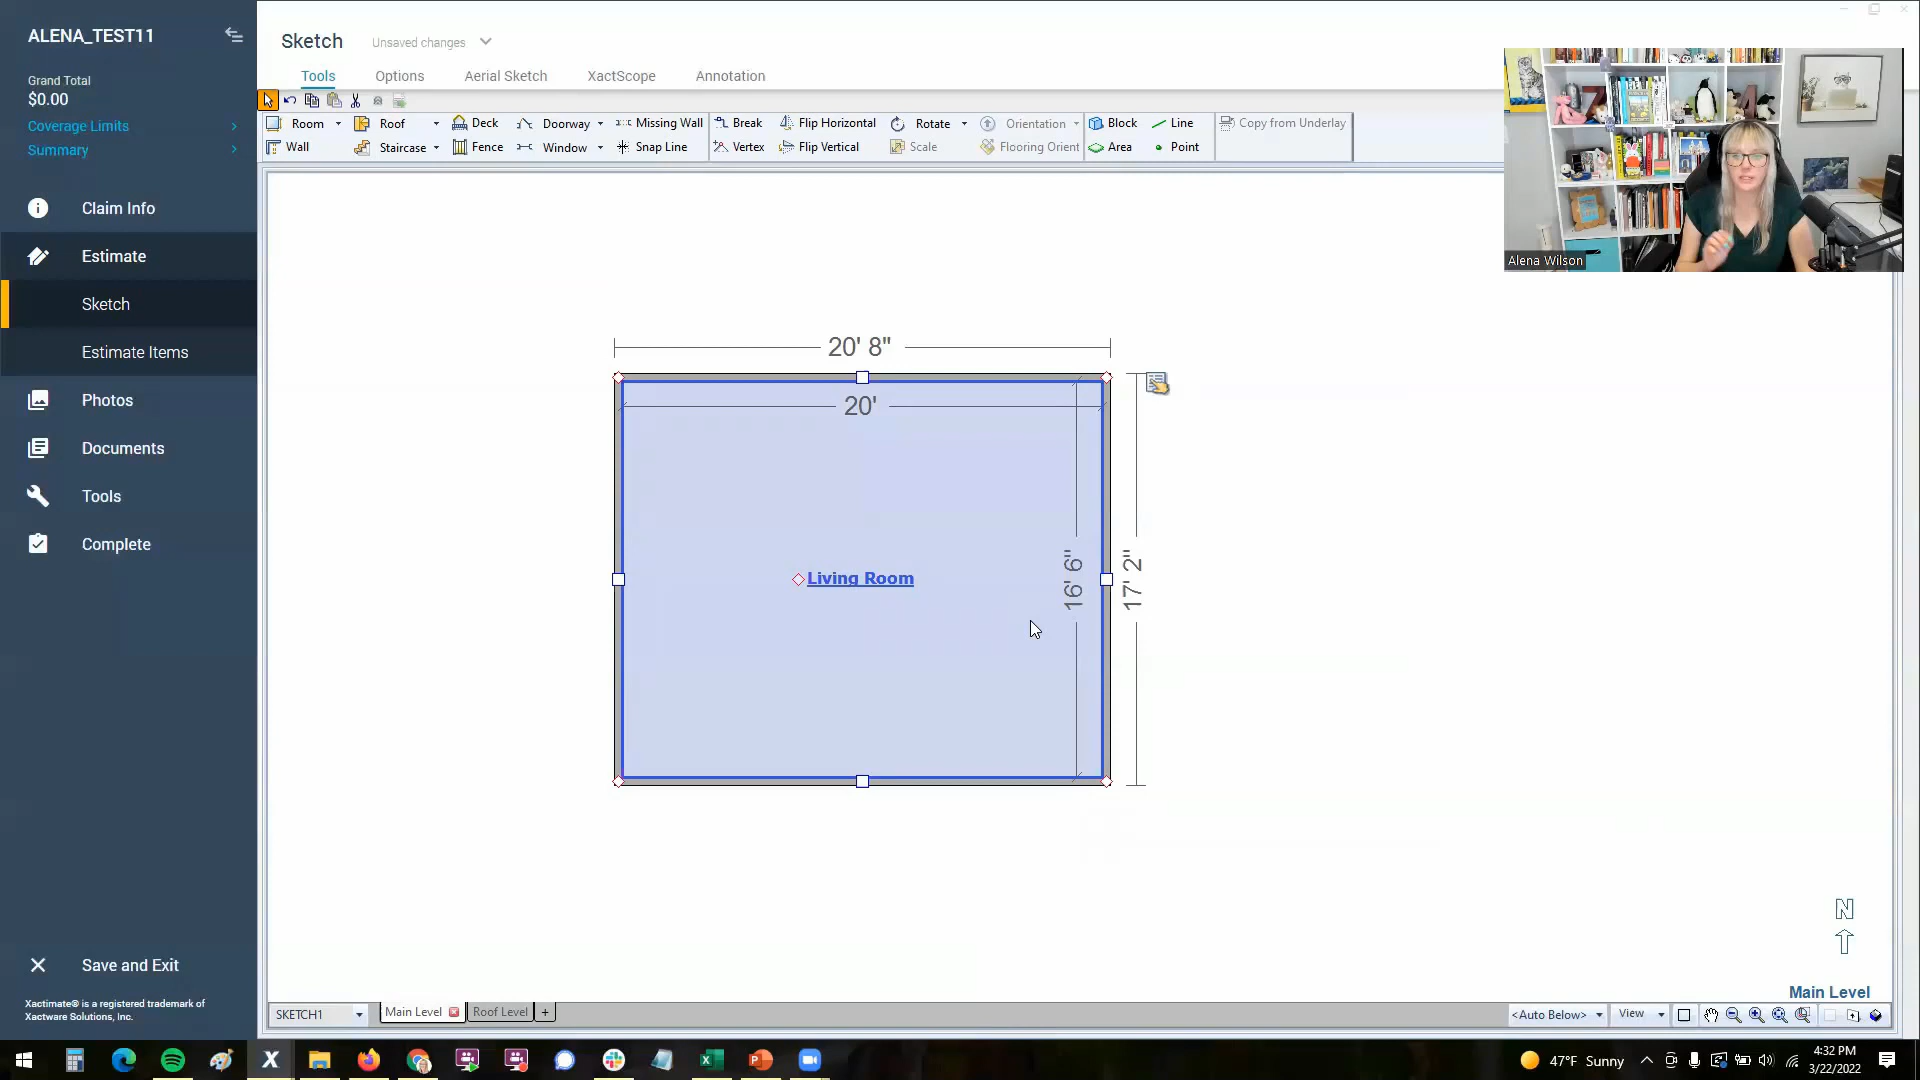 ALENA_TEST11
Grand Total
$0.00
Coverage Limits
Summary
Claim Info
Estimate
Sketch
Estimate Items
Photos
Documents
Tools
Complete
Save and Exit
Xactimate® is a registered trademark of
Xactware Solutions, Inc.
Sketch
Unsaved changes
Tools
Options
Aerial Sketch
XactScope
Annotation
Room
Roof
Deck
Doorway
Missing Wall
Break
Flip Horizontal
Rotate
Orientation
Block
Line
Copy from Underlay
Wall
Staircase
Fence
Window
Snap Line
Vertex
Flip Vertical
Scale
Flooring Orient
Area
Point
Alena Wilson
20' 8"
20'
Living Room
16' 6"
17' 2"
N
Main Level
SKETCH1
Main Level
Roof Level
+
<Auto Below>
View
47°F Sunny
4:32 PM
3/22/2022